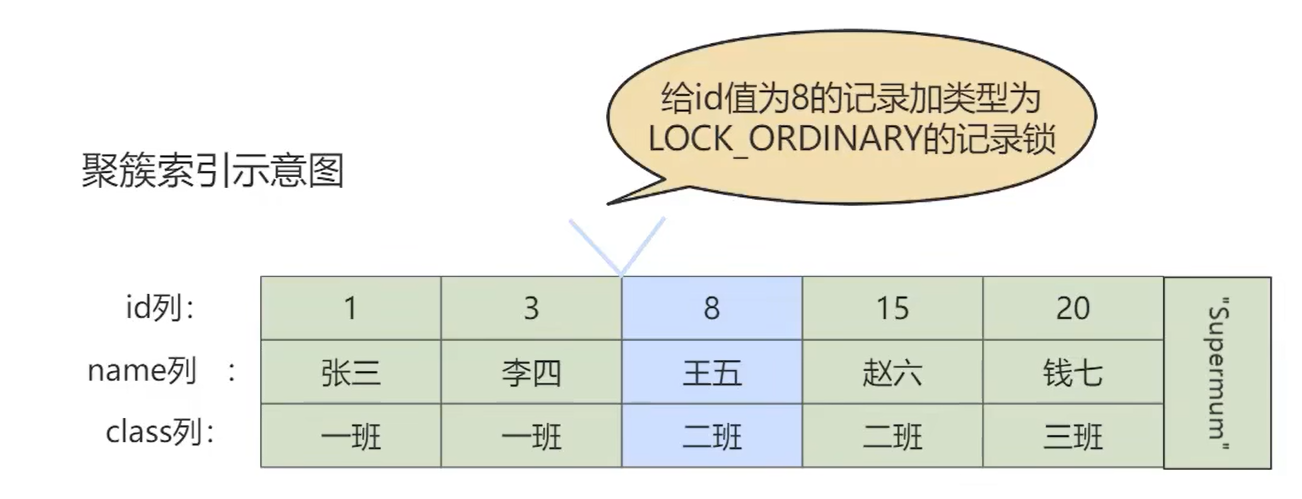 给id值为8的记录加类型为
LOCK_ORDINARY的记录锁
聚簇索引示意图
id列： 1 3 8 15 20 "Supermum"
name列 ： 张三 李四 王五 赵六 钱七
class列： 一班 一班 二班 二班 三班